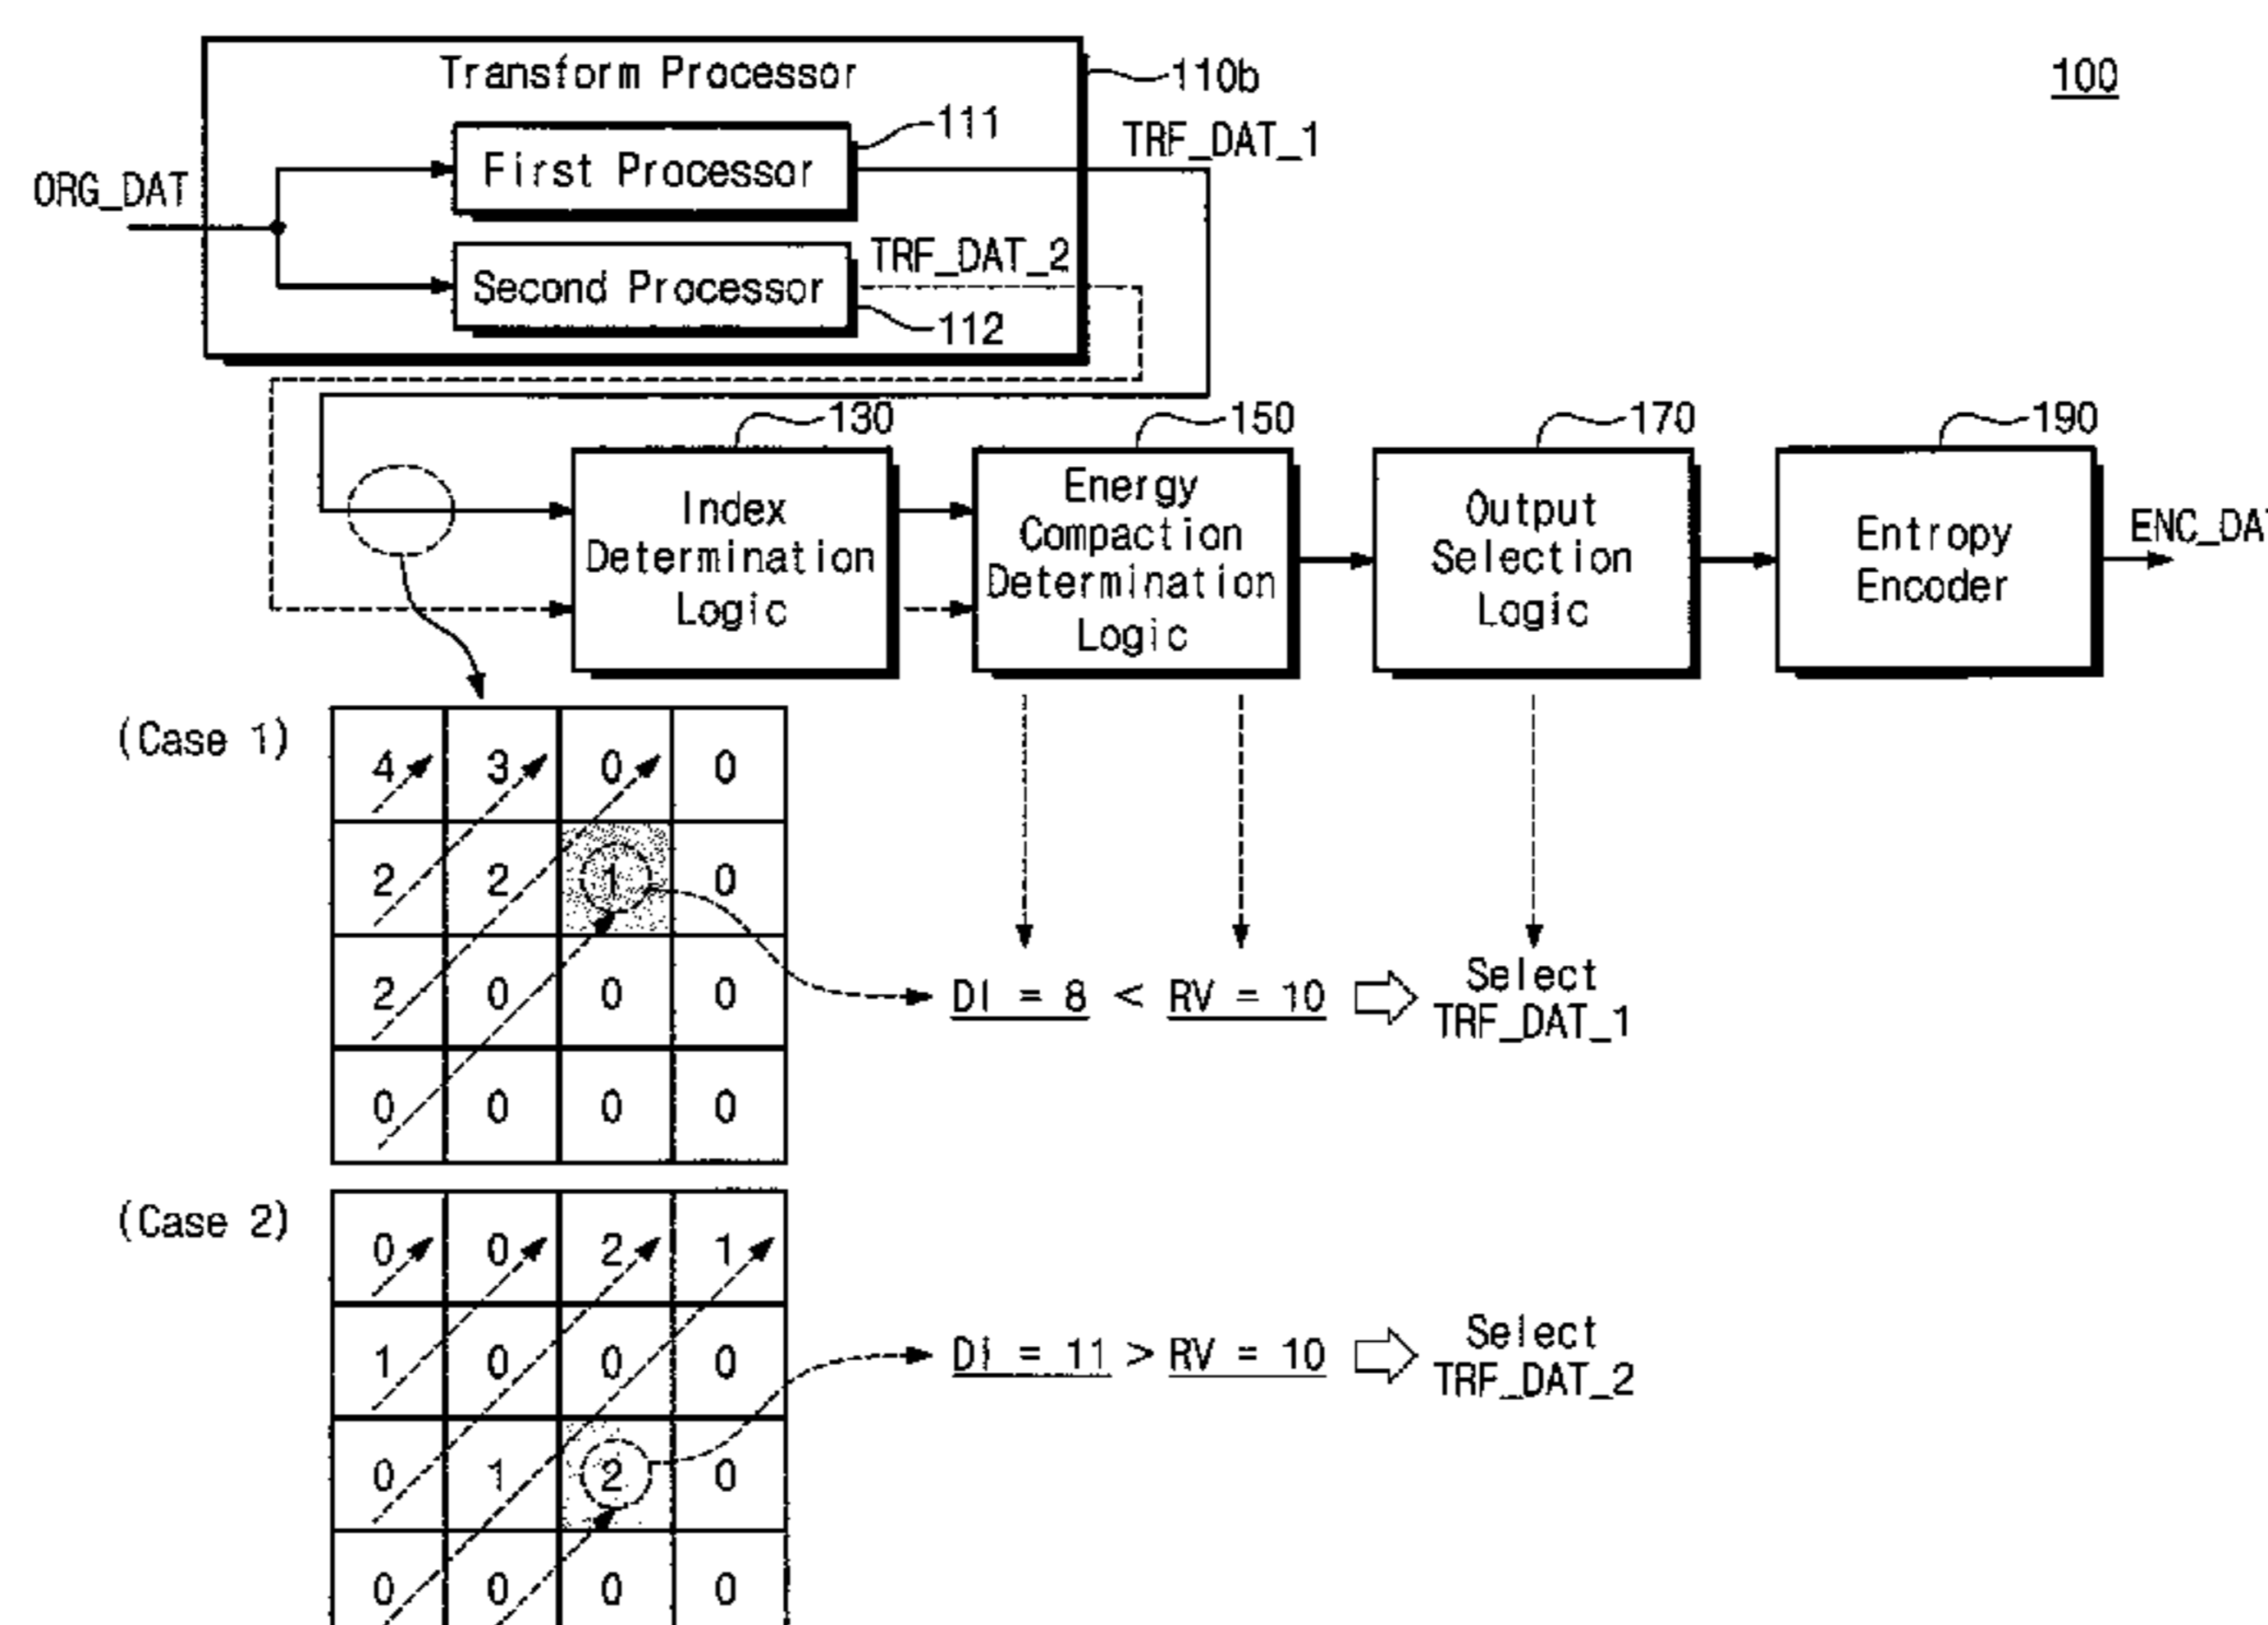 Transform Processor
110b
100
First Processor
111
TRF_DAT_1
ORG_DAT
Second Processor
TRF_DAT_2
112
130
150
170
190
Index
Determination
Logic
Energy
Compaction
Determination
Logic
Output
Selection
Logic
Entropy
Encoder
ENC_DAT
(Case 1)
4 3 0 0
2 2 1 0
2 0 0 0
0 0 0 0
DI = 8 < RV = 10
Select
TRF_DAT_1
(Case 2)
0 0 2 1
1 0 0 0
0 1 2 0
0 0 0 0
DI = 11 > RV = 10
Select
TRF_DAT_2